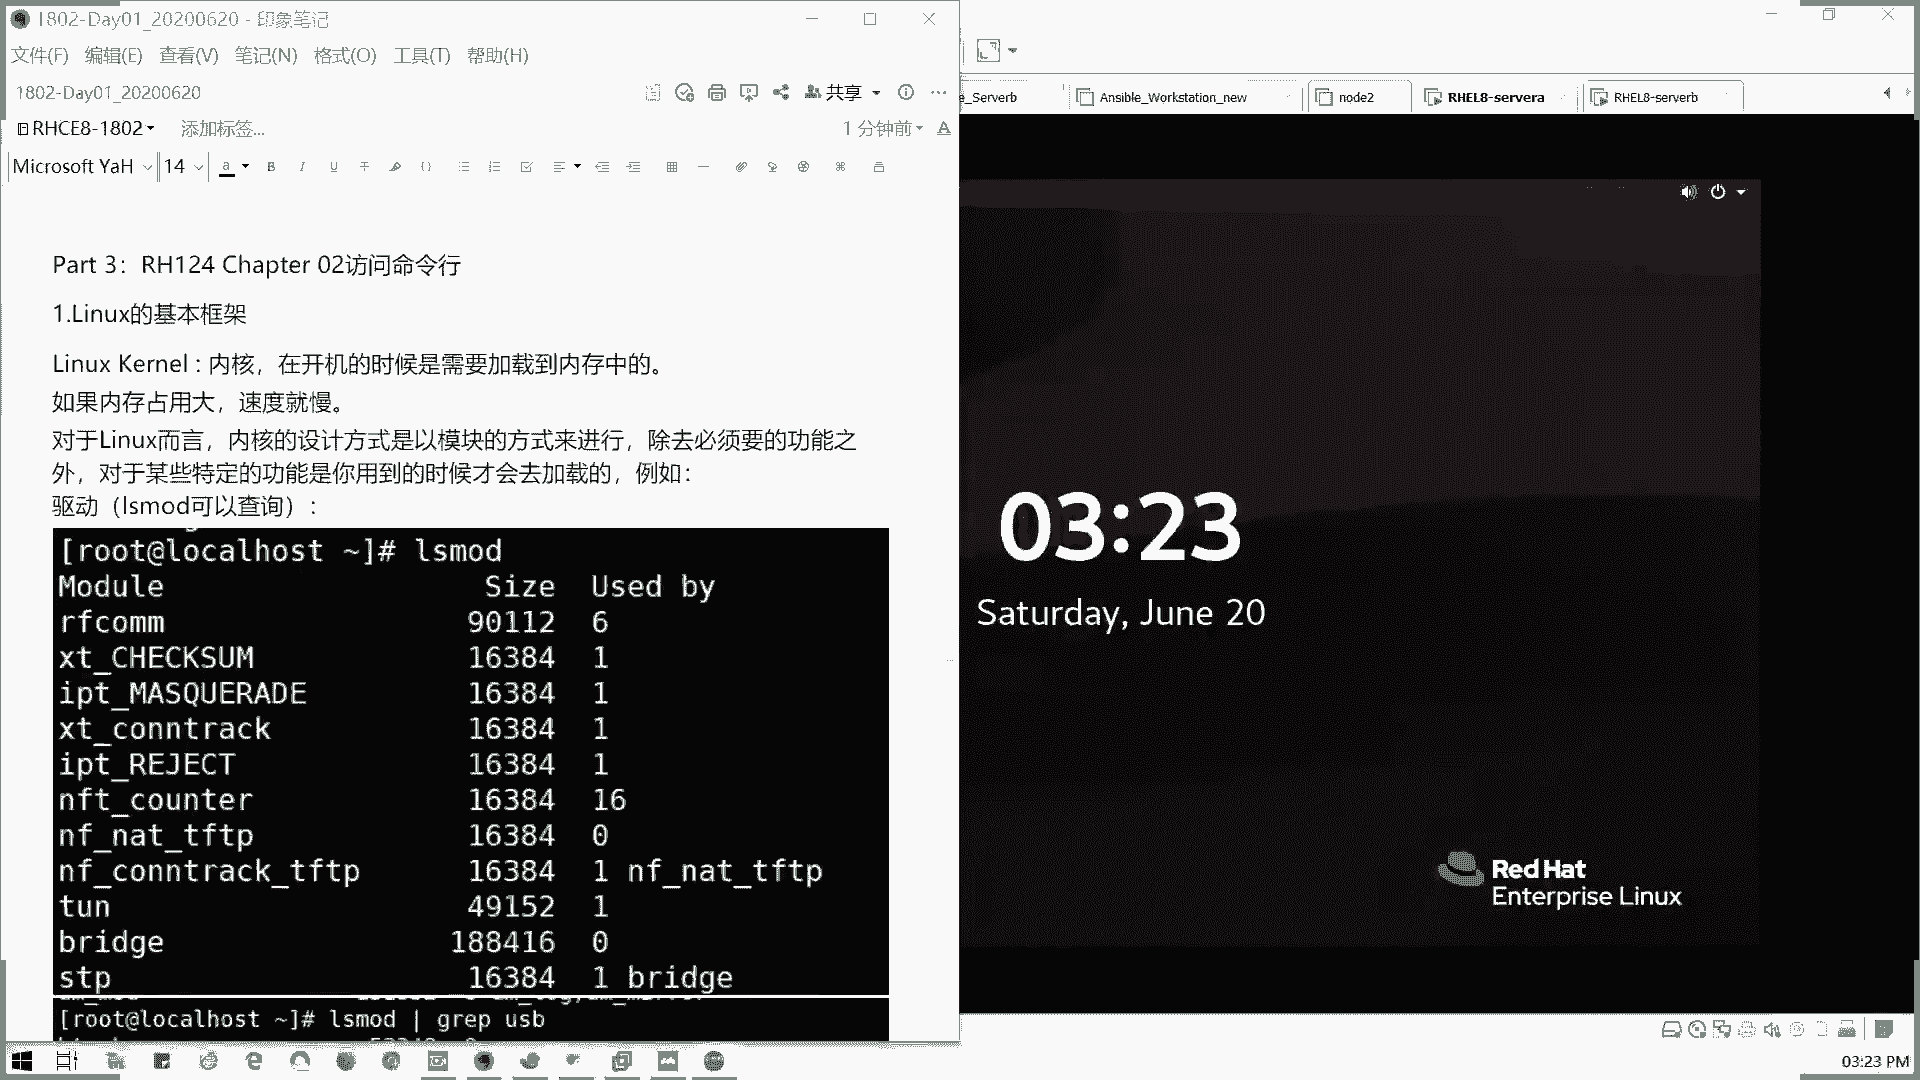 1802-Day01_20200620 - 印象笔记
文件(F) 编辑(E) 查看(V) 笔记(N) 格式(O) 工具(T) 帮助(H)
1802-Day01_20200620
共享
RHCE8-1802
添加标签...
1 分钟前
Microsoft YaH
14
Part 3：RH124 Chapter 02访问命令行
1.Linux的基本框架
Linux Kernel : 内核，在开机的时候是需要加载到内存中的。
如果内存占用大，速度就慢。
对于Linux而言，内核的设计方式是以模块的方式来进行，除去必须要的功能之
外，对于某些特定的功能是你用到的时候才会去加载的，例如：
驱动（lsmod可以查询）：
[root@localhost ~]# lsmod
Module Size Used by
rfcomm 90112 6
xt_CHECKSUM 16384 1
ipt_MASQUERADE 16384 1
xt_conntrack 16384 1
ipt_REJECT 16384 1
nft_counter 16384 16
nf_nat_tftp 16384 0
nf_conntrack_tftp 16384 1 nf_nat_tftp
tun 49152 1
bridge 188416 0
stp 16384 1 bridge
[root@localhost ~]# lsmod | grep usb
e_Serverb
Ansible_Workstation_new
node2
RHEL8-servera
RHEL8-serverb
03:23
Saturday, June 20
Red Hat
Enterprise Linux
03:23 PM